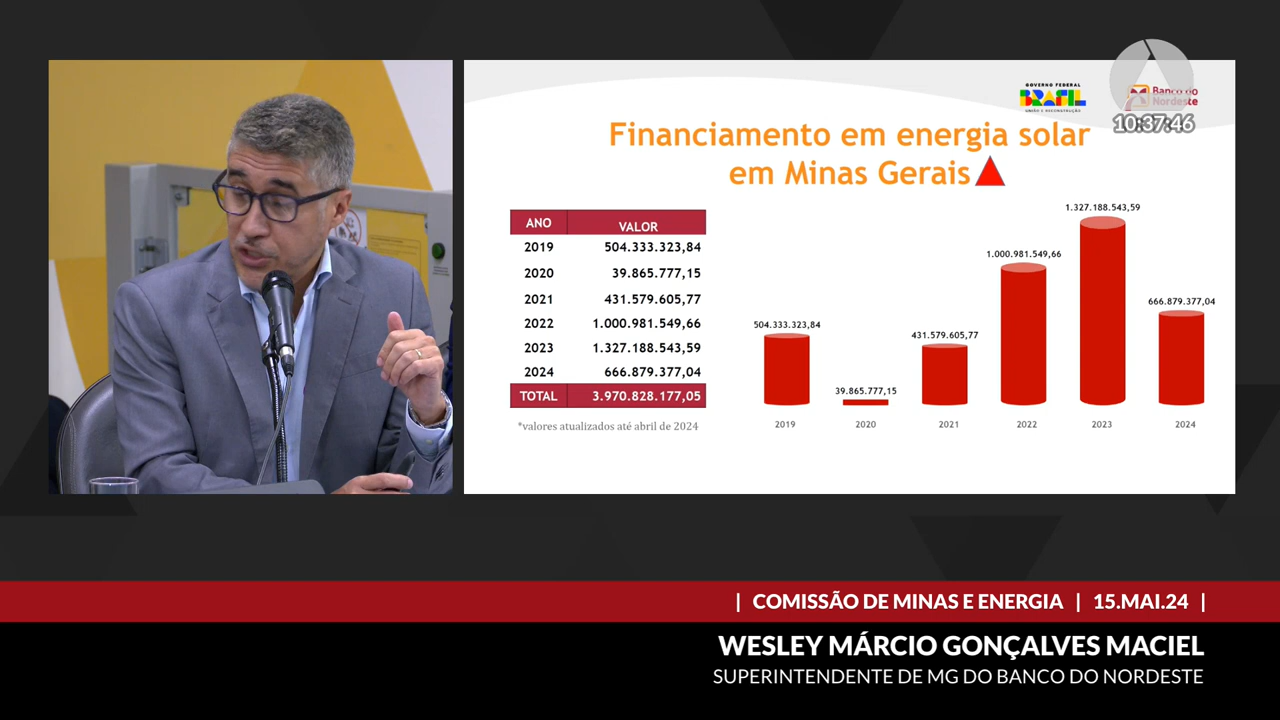 GOVERNO FEDERAL
BRASIL
UNIÃO E RECONSTRUÇÃO
Banco do
Nordeste
10:37:46
Financiamento em energia solar
em Minas Gerais
ANO VALOR
2019 504.333.323,84
2020 39.865.777,15
2021 431.579.605,77
2022 1.000.981.549,66
2023 1.327.188.543,59
2024 666.879.377,04
TOTAL 3.970.828.177,05
*valores atualizados até abril de 2024
504.333.323,84
39.865.777,15
431.579.605,77
1.000.981.549,66
1.327.188.543,59
666.879.377,04
2019 2020 2021 2022 2023 2024
| COMISSÃO DE MINAS E ENERGIA | 15.MAI.24 |
WESLEY MÁRCIO GONÇALVES MACIEL
SUPERINTENDENTE DE MG DO BANCO DO NORDESTE